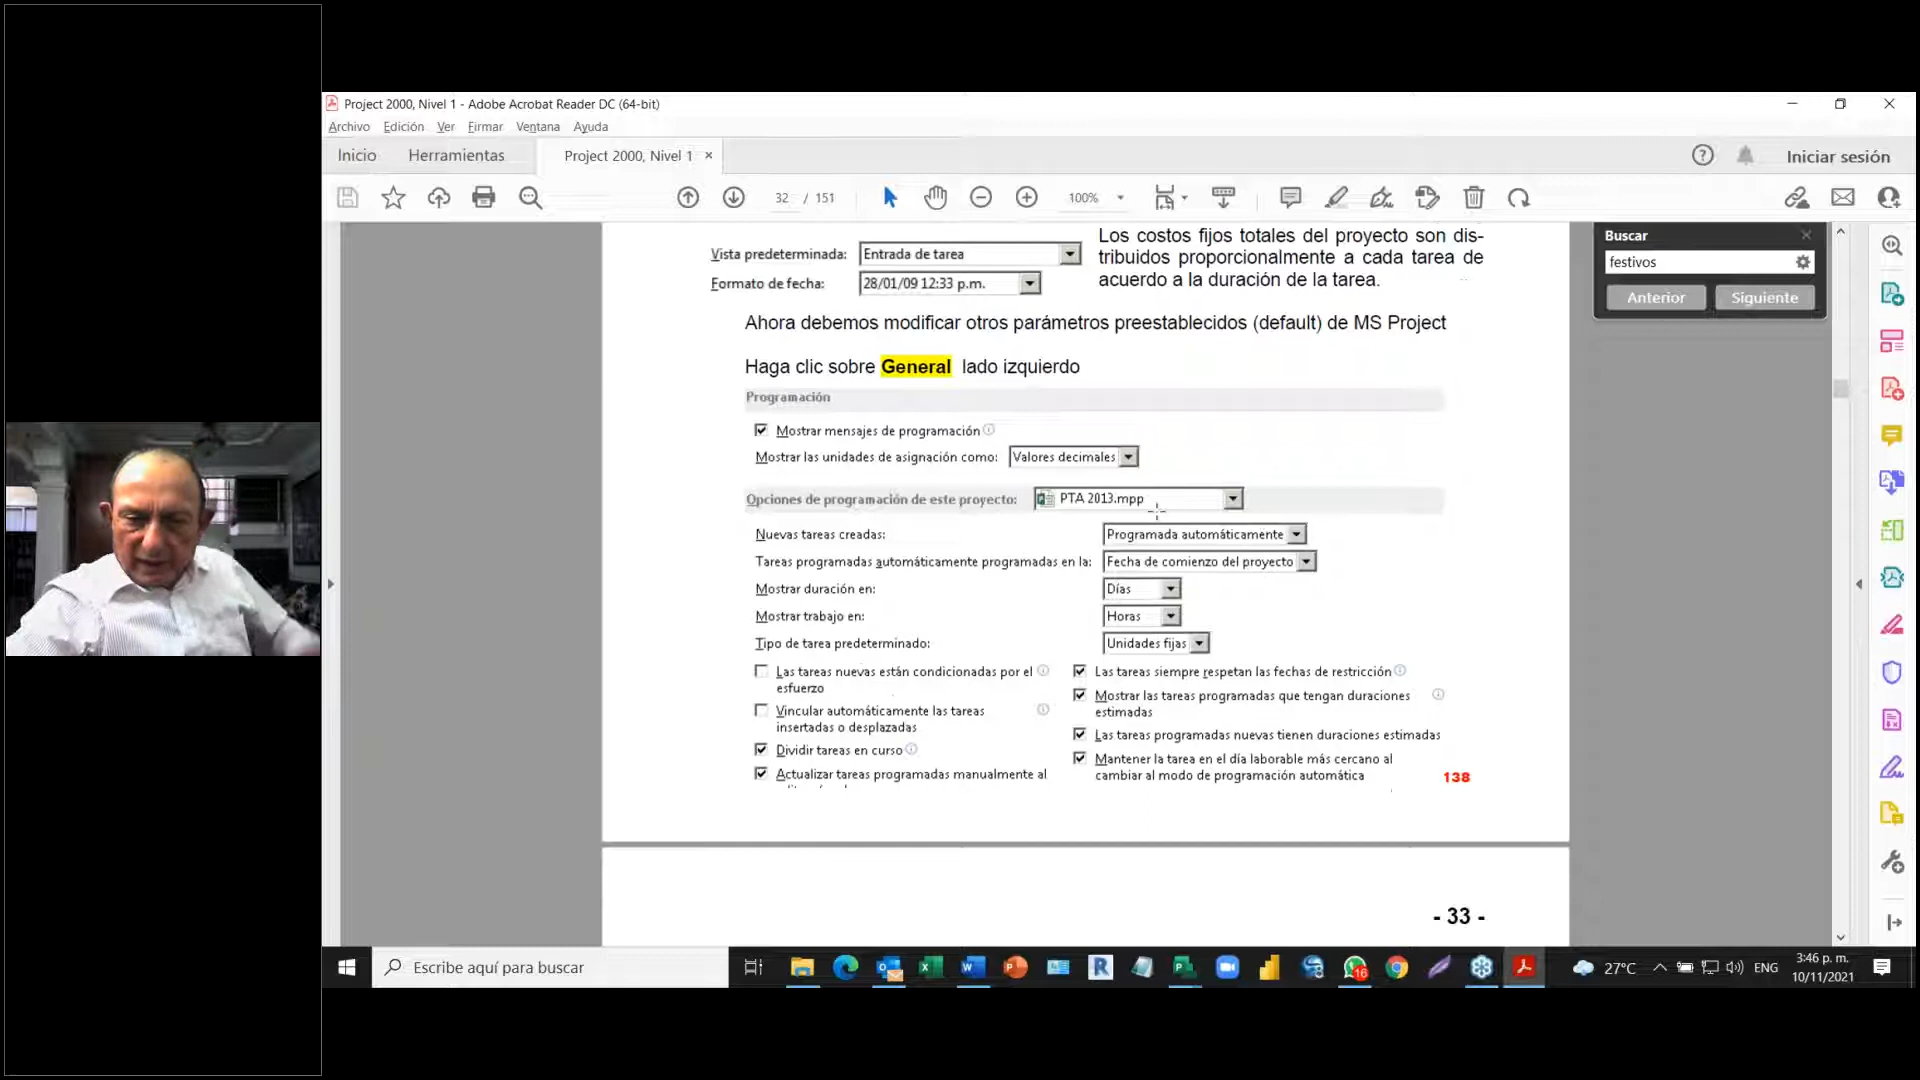 Project 2000, Nivel 1 - Adobe Acrobat Reader DC (64-bit)
Archivo Edición Ver Firmar Ventana Ayuda
Inicio Herramientas Project 2000, Nivel 1 × Iniciar sesión
32 / 151 100%
Vista predeterminada: Entrada de tarea
Formato de fecha: 28/01/09 12:33 p.m.
Los costos fijos totales del proyecto son dis-
tribuidos proporcionalmente a cada tarea de
acuerdo a la duración de la tarea.
Buscar
festivos
Anterior Siguiente
Ahora debemos modificar otros parámetros preestablecidos (default) de MS Project
Haga clic sobre General lado izquierdo
Programación
Mostrar mensajes de programación
Mostrar las unidades de asignación como: Valores decimales
Opciones de programación de este proyecto: PTA 2013.mpp
Nuevas tareas creadas: Programada automáticamente
Tareas programadas automáticamente programadas en la: Fecha de comienzo del proyecto
Mostrar duración en: Días
Mostrar trabajo en: Horas
Tipo de tarea predeterminado: Unidades fijas
Las tareas nuevas están condicionadas por el
esfuerzo
Vincular automáticamente las tareas
insertadas o desplazadas
Dividir tareas en curso
Actualizar tareas programadas manualmente al
Las tareas siempre respetan las fechas de restricción
Mostrar las tareas programadas que tengan duraciones
estimadas
Las tareas programadas nuevas tienen duraciones estimadas
Mantener la tarea en el día laborable más cercano al
cambiar al modo de programación automática
138
- 33 -
Escribe aquí para buscar
16
27°C ENG
3:46 p. m.
10/11/2021